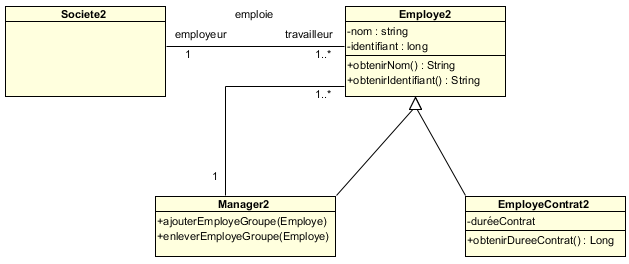 Societe2
emploie
employeur
travailleur
1
1..*
Employe2
-nom : string
-identifiant : long
+obtenirNom() : String
+obtenirIdentifiant() : String
1..*
1
Manager2
+ajouterEmployeGroupe(Employe)
+enleverEmployeGroupe(Employe)
EmployeContrat2
-duréeContrat
+obtenirDureeContrat() : Long